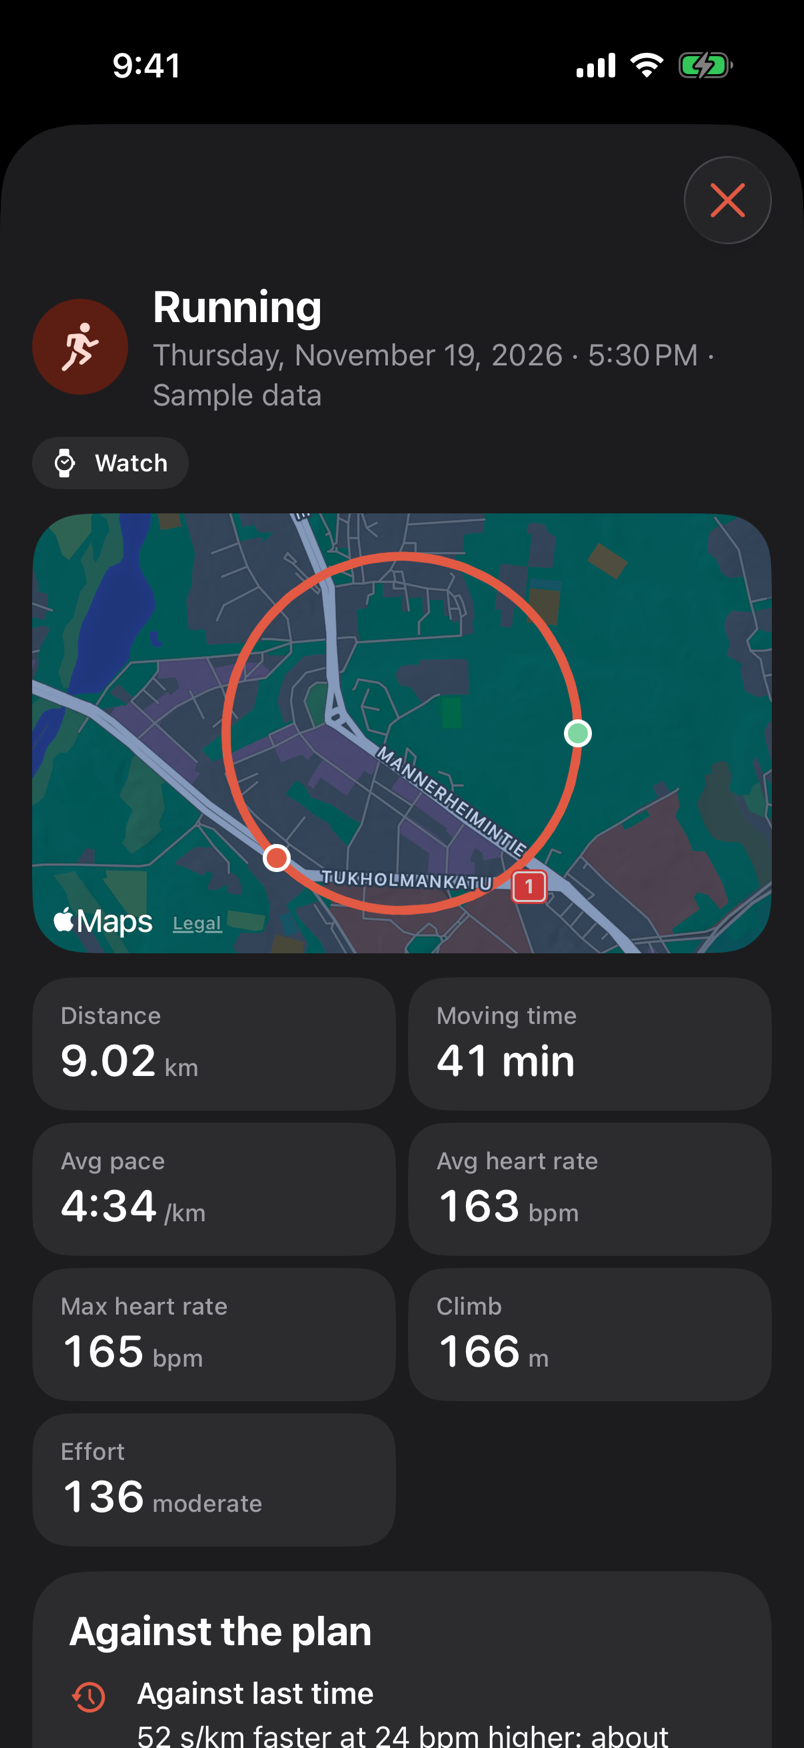 9:41
Running
Thursday, November 19, 2026 · 5:30 PM ·
Sample data
Watch
MANNERHEIMINTIE
TUKHOLMANKATU
1
Maps Legal
Distance
9.02 km
Moving time
41 min
Avg pace
4:34 /km
Avg heart rate
163 bpm
Max heart rate
165 bpm
Climb
166 m
Effort
136 moderate
Against the plan
Against last time
52 s/km faster at 24 bpm higher: about